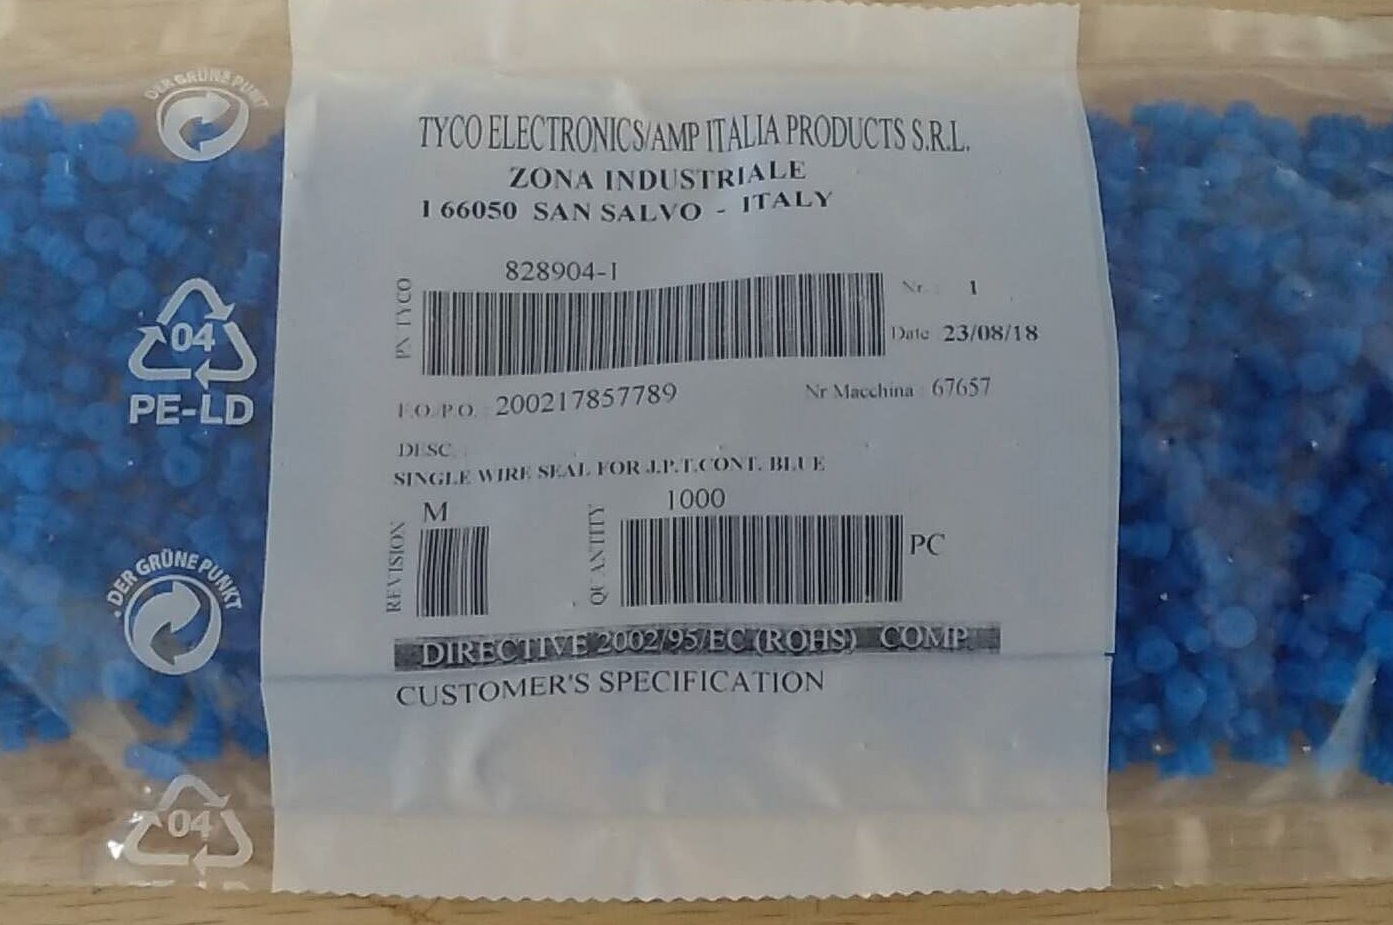 DER GRÜNE PUNKT
04
PE-LD
DER GRÜNE PUNKT
04
TYCO ELECTRONICS/AMP ITALIA PRODUCTS S.R.L.
ZONA INDUSTRIALE
I 66050 SAN SALVO - ITALY
828904-1
PN TYCO
Nr. : 1
Date 23/08/18
F.O./P.O. 200217857789
Nr Macchina 67657
DESC.
SINGLE WIRE SEAL FOR J.P.T.CONT. BLUE
M
1000
REVISION
QUANTITY
PC
DIRECTIVE 2002/95/EC (ROHS) COMP.
CUSTOMER'S SPECIFICATION